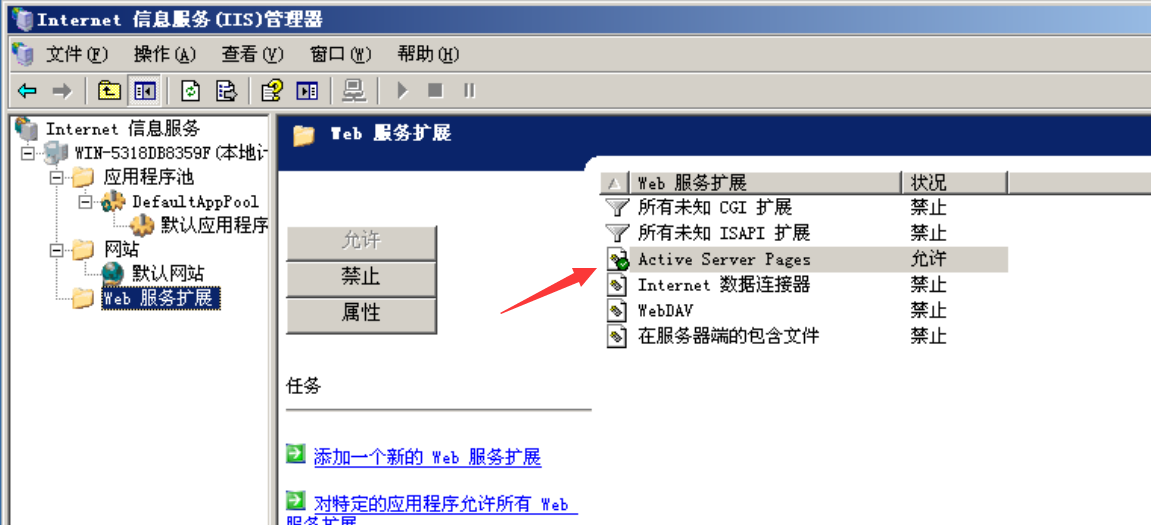 Internet 信息服务(IIS)管理器
文件(F) 操作(A) 查看(V) 窗口(W) 帮助(H)
Internet 信息服务
WIN-5318DB8359F(本地计
应用程序池
DefaultAppPool
默认应用程序
网站
默认网站
Web 服务扩展
Web 服务扩展
允许
禁止
属性
任务
添加一个新的 Web 服务扩展
对特定的应用程序允许所有 Web
服务扩展
Web 服务扩展 状况
所有未知 CGI 扩展 禁止
所有未知 ISAPI 扩展 禁止
Active Server Pages 允许
Internet 数据连接器 禁止
WebDAV 禁止
在服务器端的包含文件 禁止